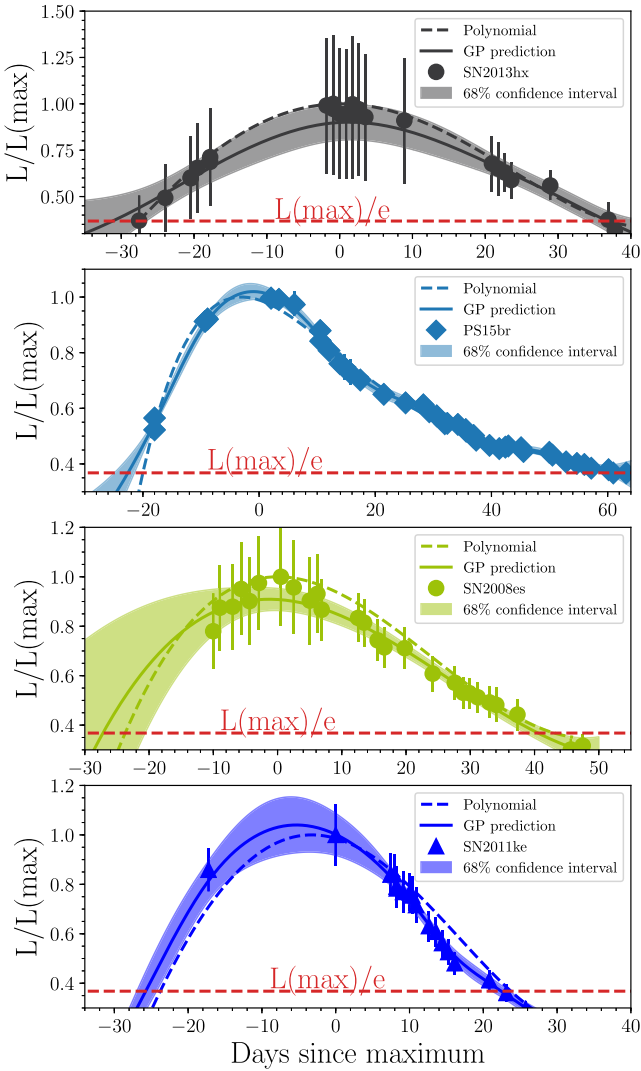 1.50
Polynomial
GP prediction
SN2013hx
68% confidence interval
1.25
1.00
0.75
0.50
L/L(max)
L(max)/e
−30 −20 −10 0 10 20 30 40
1.0
Polynomial
GP prediction
PS15br
68% confidence interval
0.8
0.6
0.4
L/L(max)
L(max)/e
−20 0 20 40 60
1.2
Polynomial
GP prediction
SN2008es
68% confidence interval
1.0
0.8
0.6
0.4
L/L(max)
L(max)/e
−30 −20 −10 0 10 20 30 40 50
1.2
Polynomial
GP prediction
SN2011ke
68% confidence interval
1.0
0.8
0.6
0.4
L/L(max)
L(max)/e
−30 −20 −10 0 10 20 30 40
Days since maximum